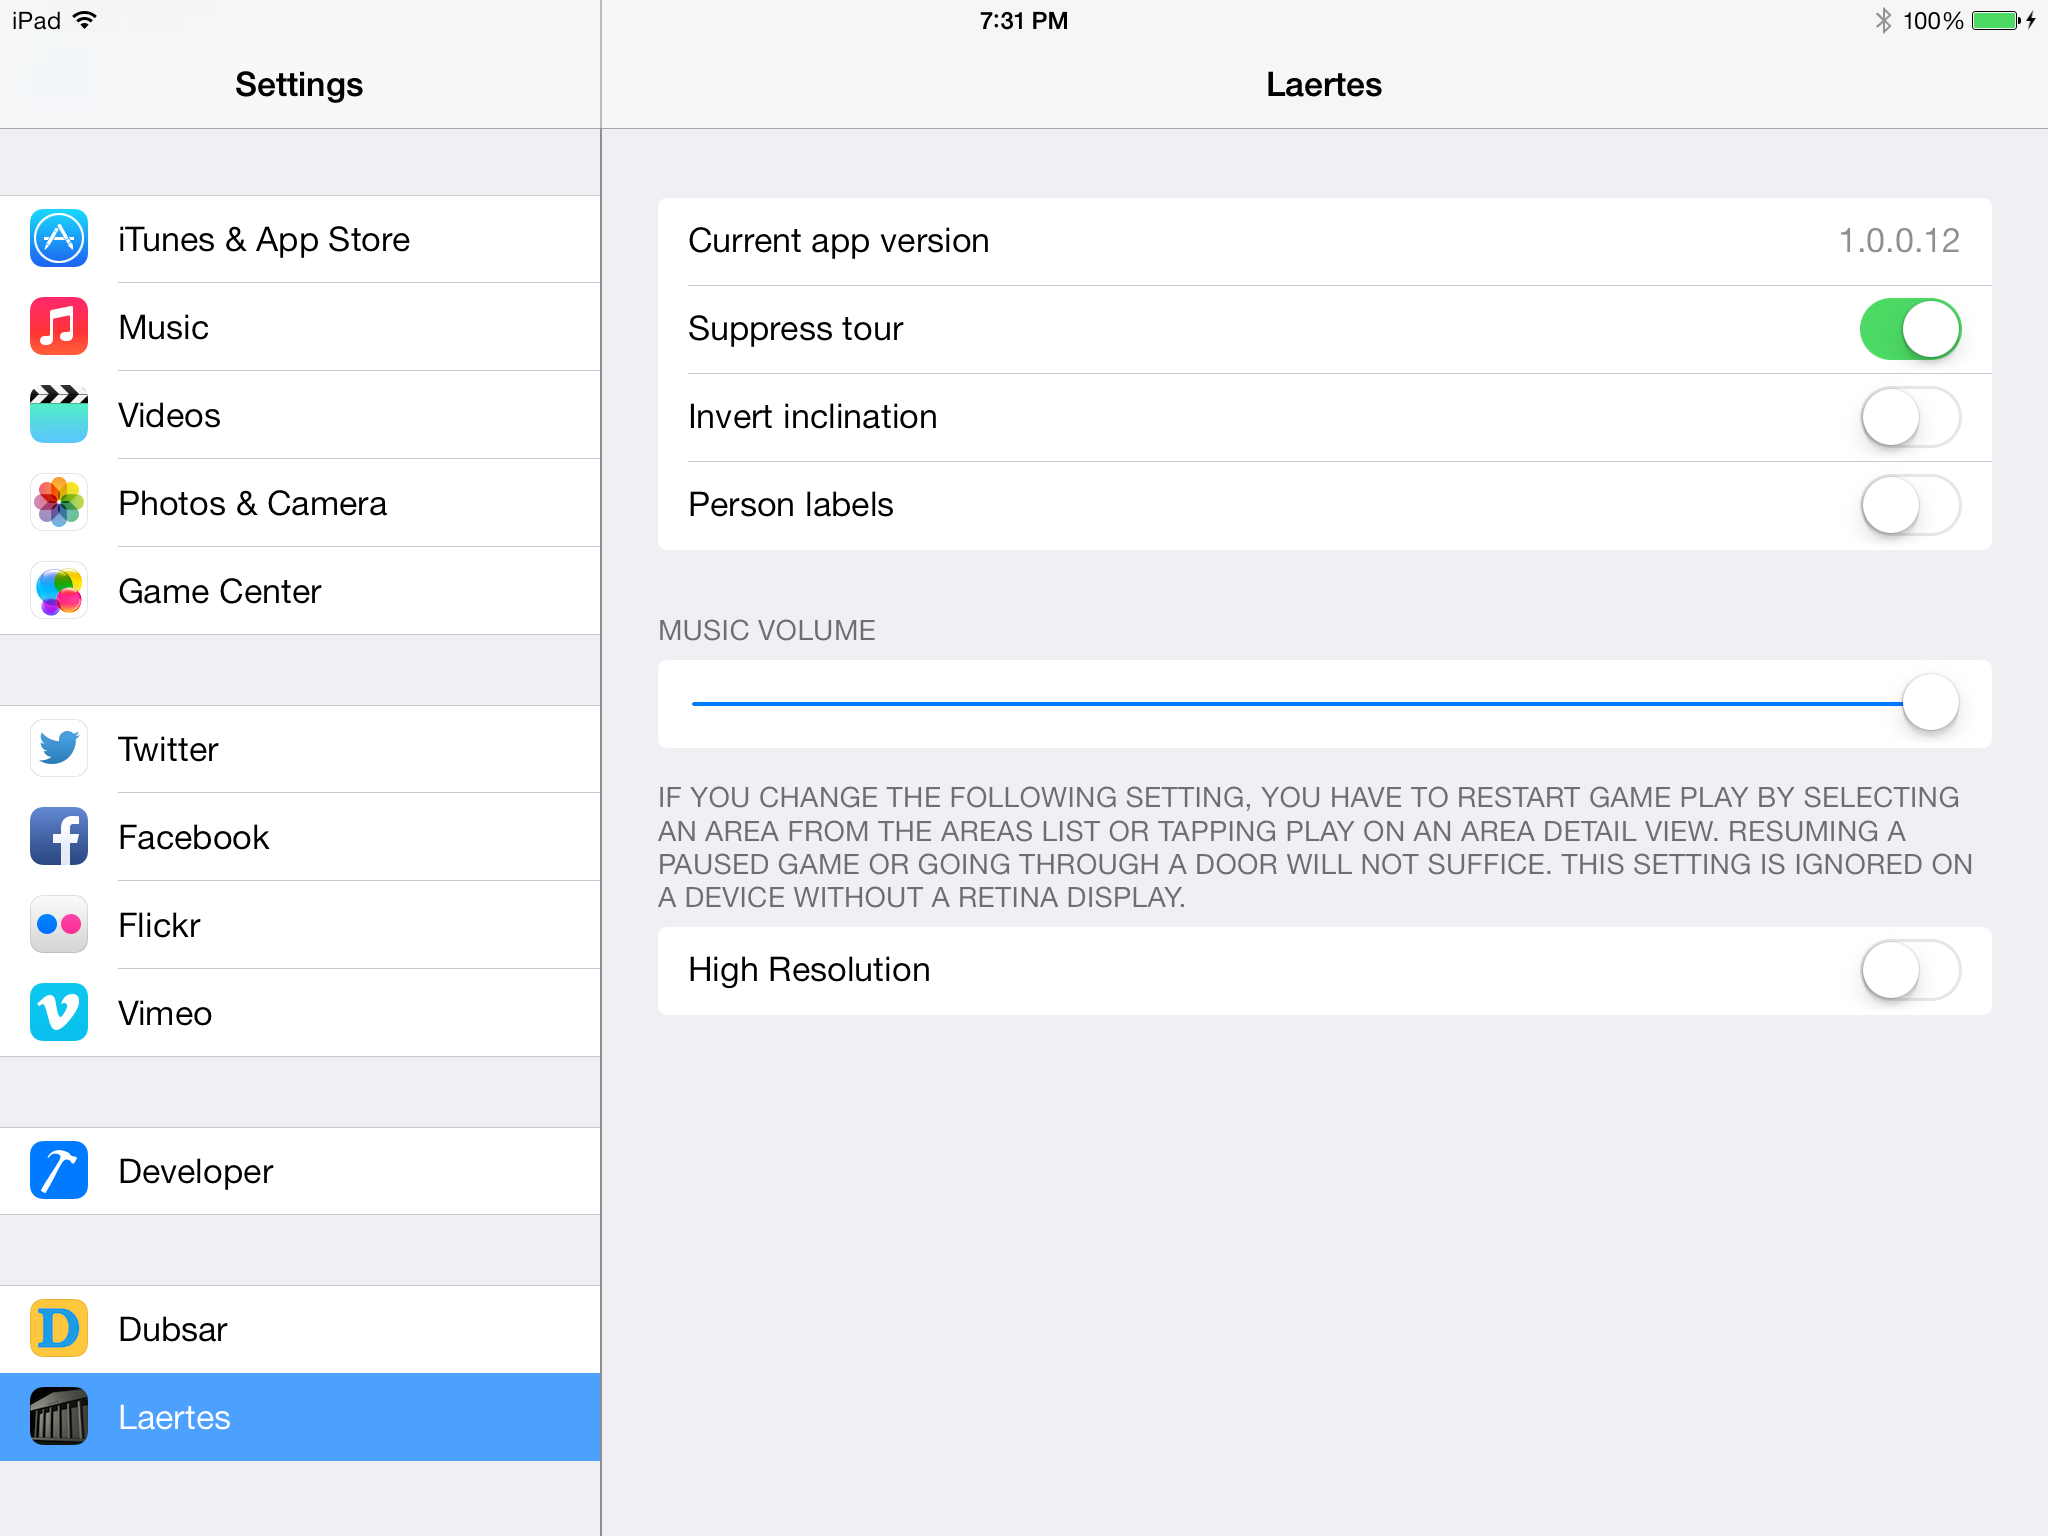 iPad 7:31 PM 100%
Settings
Laertes
iTunes & App Store
Music
Videos
Photos & Camera
Game Center
Twitter
Facebook
Flickr
Vimeo
Developer
D Dubsar
Laertes
Current app version 1.0.0.12
Suppress tour
Invert inclination
Person labels
MUSIC VOLUME
IF YOU CHANGE THE FOLLOWING SETTING, YOU HAVE TO RESTART GAME PLAY BY SELECTING
AN AREA FROM THE AREAS LIST OR TAPPING PLAY ON AN AREA DETAIL VIEW. RESUMING A
PAUSED GAME OR GOING THROUGH A DOOR WILL NOT SUFFICE. THIS SETTING IS IGNORED ON
A DEVICE WITHOUT A RETINA DISPLAY.
High Resolution